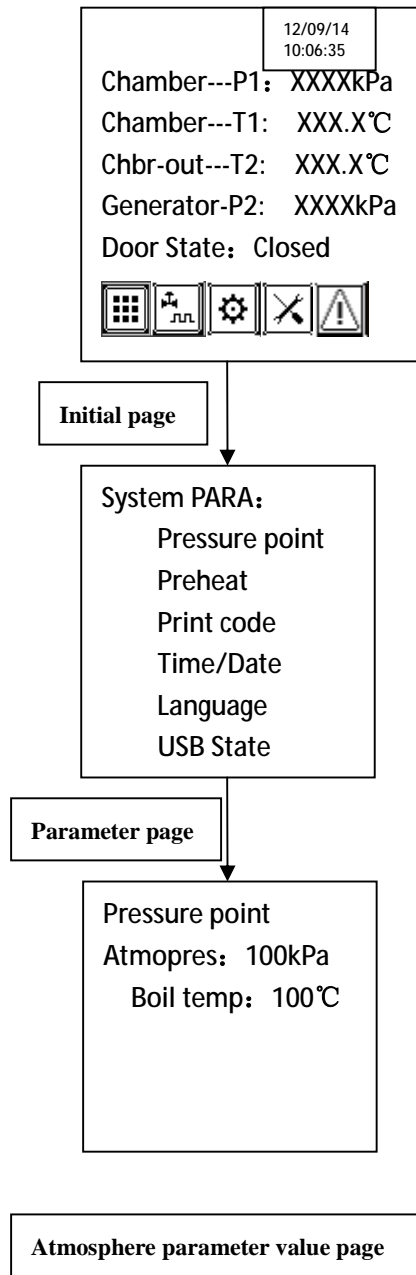 12/09/14
10:06:35
Chamber---P1：XXXXkPa
Chamber---T1: XXX.X℃
Chbr-out---T2: XXX.X℃
Generator-P2: XXXXkPa
Door State：Closed
Initial page
System PARA：
Pressure point
Preheat
Print code
Time/Date
Language
USB State
Parameter page
Pressure point
Atmopres：100kPa
Boil temp：100℃
Atmosphere parameter value page